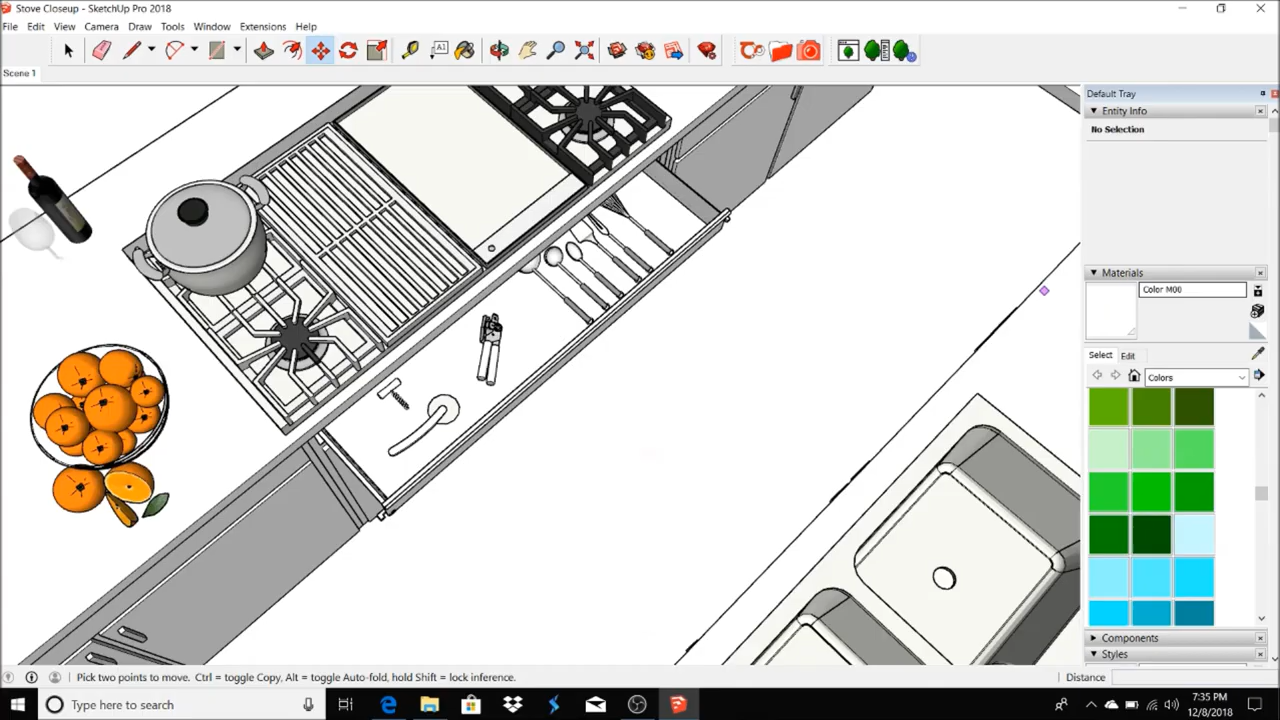 Stove Closeup - SketchUp Pro 2018
File Edit View Camera Draw Tools Window Extensions Help
A1
Scene 1
Default Tray
Entity Info
No Selection
Materials
Color M00
Select Edit
Colors
Components
Styles
Pick two points to move. Ctrl = toggle Copy, Alt = toggle Auto-fold, hold Shift = lock inference.
Distance
Type here to search
7:35 PM
12/8/2018